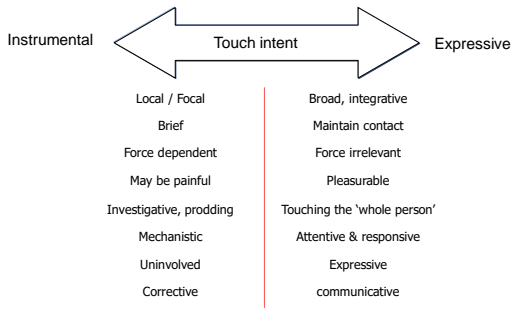 Instrumental Touch intent Expressive
Local / Focal Broad, integrative
Brief Maintain contact
Force dependent Force irrelevant
May be painful Pleasurable
Investigative, prodding Touching the ‘whole person’
Mechanistic Attentive & responsive
Uninvolved Expressive
Corrective communicative